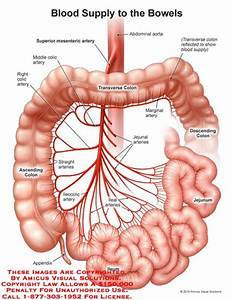 Blood Supply to the Bowels
Abdominal aorta
Superior mesenteric artery
(Transverse colon
reflected to show
blood supply)
Middle colic
artery
Right colic
artery
Transverse Colon
Descending
Colon
Jejunal
arteries
Ascending
Colon
Straight
arteries
Ileocolic
artery
Ileal
arteries
Jejunum
These Images Are Copyrighted
By Amicus Visual Solutions.
Copyright Law Allows A $150,000
Penalty For Unauthorized Use.
Call 1-877-303-1952 For License.